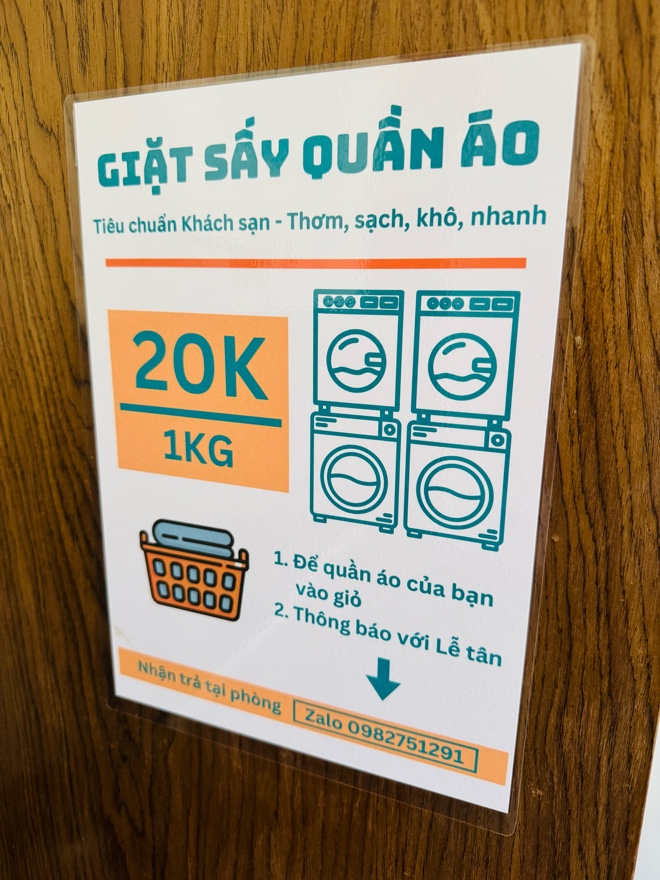 GIẶT SẤY QUẦN ÁO
Tiêu chuẩn Khách sạn - Thơm, sạch, khô, nhanh
20K
1KG
1. Để quần áo của bạn
vào giỏ
2. Thông báo với Lễ tân
Nhận trả tại phòng
Zalo 0982751291